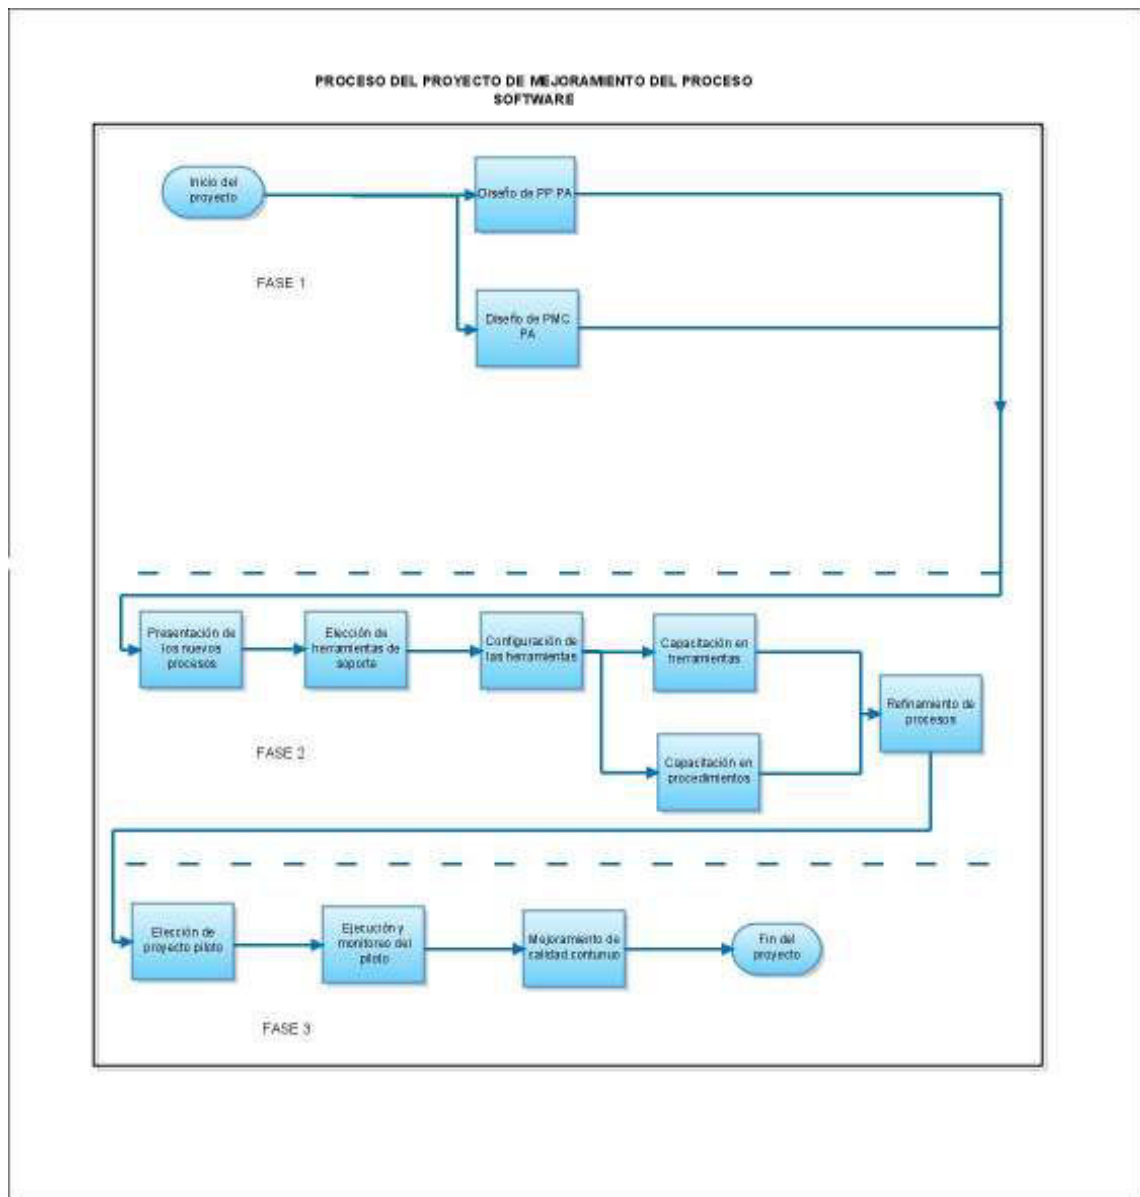 PROCESO DEL PROYECTO DE MEJORAMIENTO DEL PROCESO
SOFTWARE
Inicio del
proyecto
Diseño de PP PA
FASE 1
Diseño de PMC
PA
Presentación de
los nuevos
procesos
Elección de
herramientas de
soporte
Configuración de
las herramientas
Capacitación en
herramientas
Refinamiento de
procesos
FASE 2
Capacitación en
procedimientos
Elección de
proyecto piloto
Ejecución y
monitoreo del
piloto
Mejoramiento de
calidad contunuo
Fin del
proyecto
FASE 3